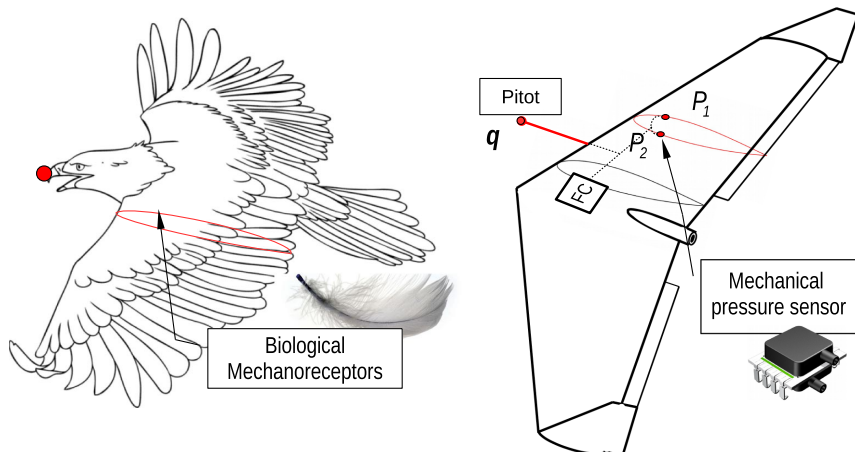 Pitot
q
P1
P2
FC
Biological
Mechanoreceptors
Mechanical
pressure sensor